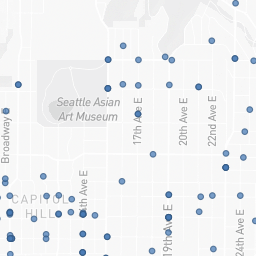 Seattle Asian
Art Museum
Broadway E
17th Ave E
20th Ave E
22nd Ave E
CAPITOL
HILL
19th Ave E
24th Ave E